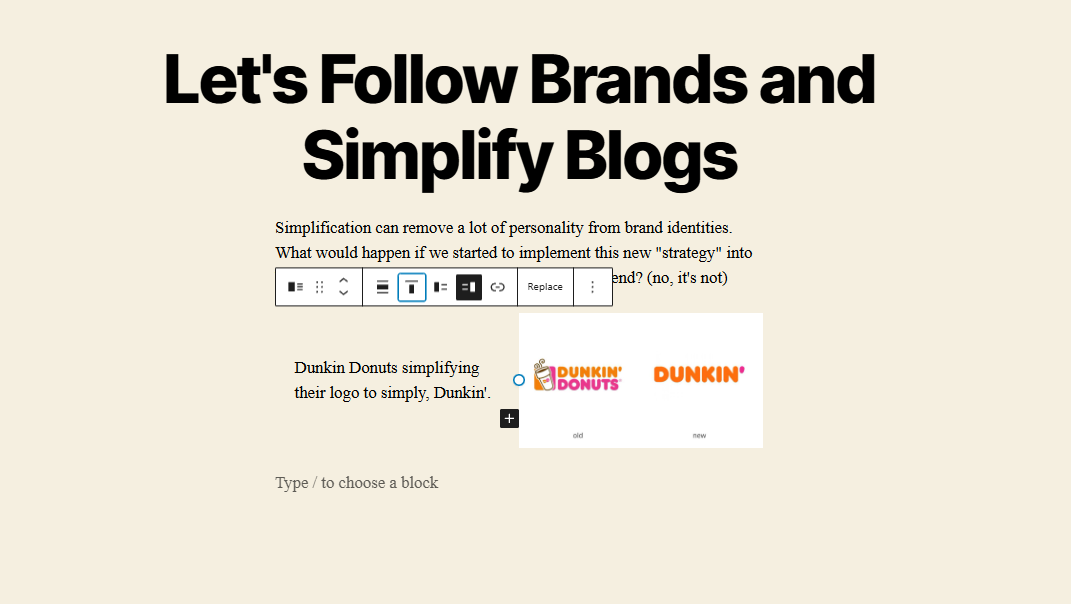 Let's Follow Brands and
Simplify Blogs
Simplification can remove a lot of personality from brand identities.
What would happen if we started to implement this new "strategy" into
end? (no, it's not)
Replace
Dunkin Donuts simplifying
their logo to simply, Dunkin'.
DUNKIN'
DONUTS
DUNKIN'
old
new
Type / to choose a block